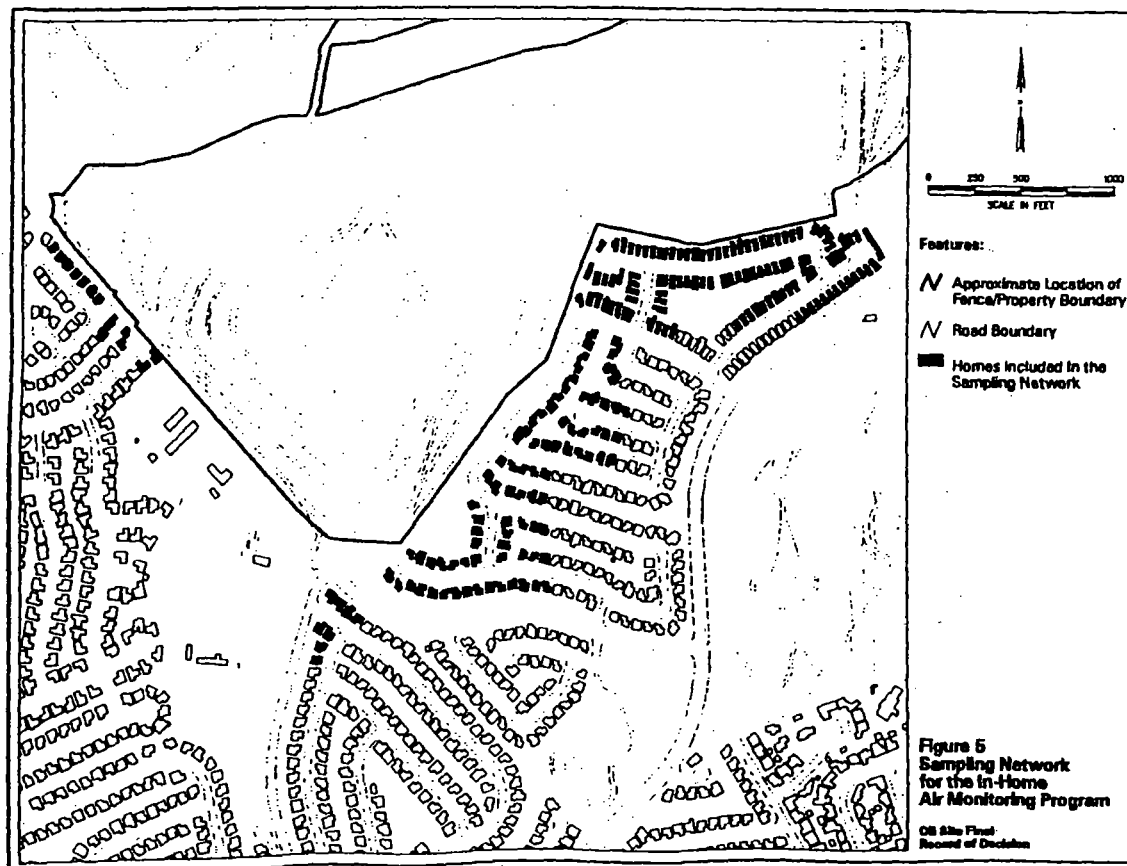 0 250 500 1000
SCALE IN FEET
Features:
Approximate Location of
Fence/Property Boundary
Road Boundary
Homes Included in the
Sampling Network
Figure 5
Sampling Network
for the In-Home
Air Monitoring Program
OII Site Final
Record of Decision